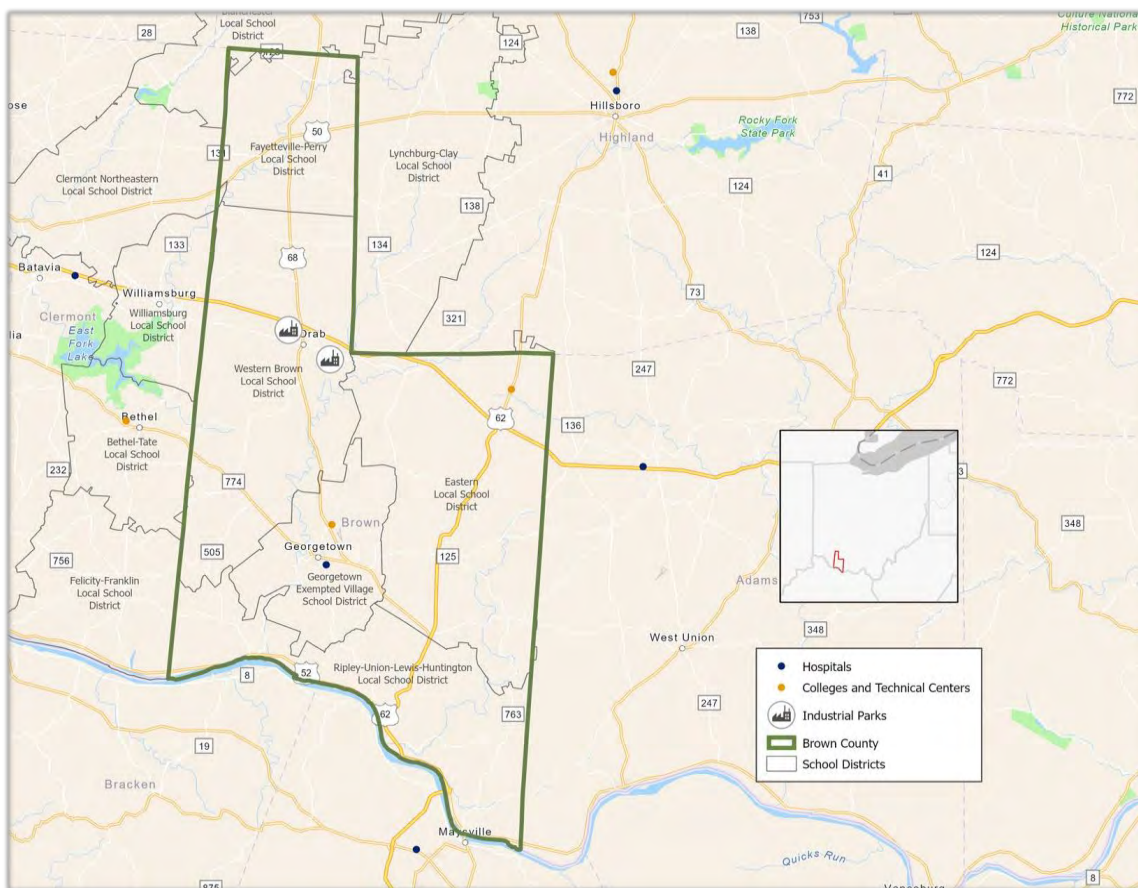 Local School
District
28
124
753
138
Culture National
Historical Park
772
Hillsboro
Highland
Rocky Fork
State Park
50
131
Fayetteville-Perry
Local School
District
Lynchburg-Clay
Local School
District
Clermont Northeastern
Local School District
124
41
138
133
134
68
124
Batavia
Williamsburg
Williamsburg
Local School
District
Clermont
East
Fork
Lake
73
321
Western Brown
Local School
District
247
772
62
136
Bethel
Bethel-Tate
Local School
District
232
774
Eastern
Local School
District
348
Brown
Georgetown
Georgetown
Exempted Village
School District
505
756
125
Felicity-Franklin
Local School
District
Adams
348
West Union
Ripley-Union-Lewis-Huntington
Local School District
52
8
62
763
247
19
Bracken
Maysville
Quicks Run
8
Hospitals
Colleges and Technical Centers
Industrial Parks
Brown County
School Districts